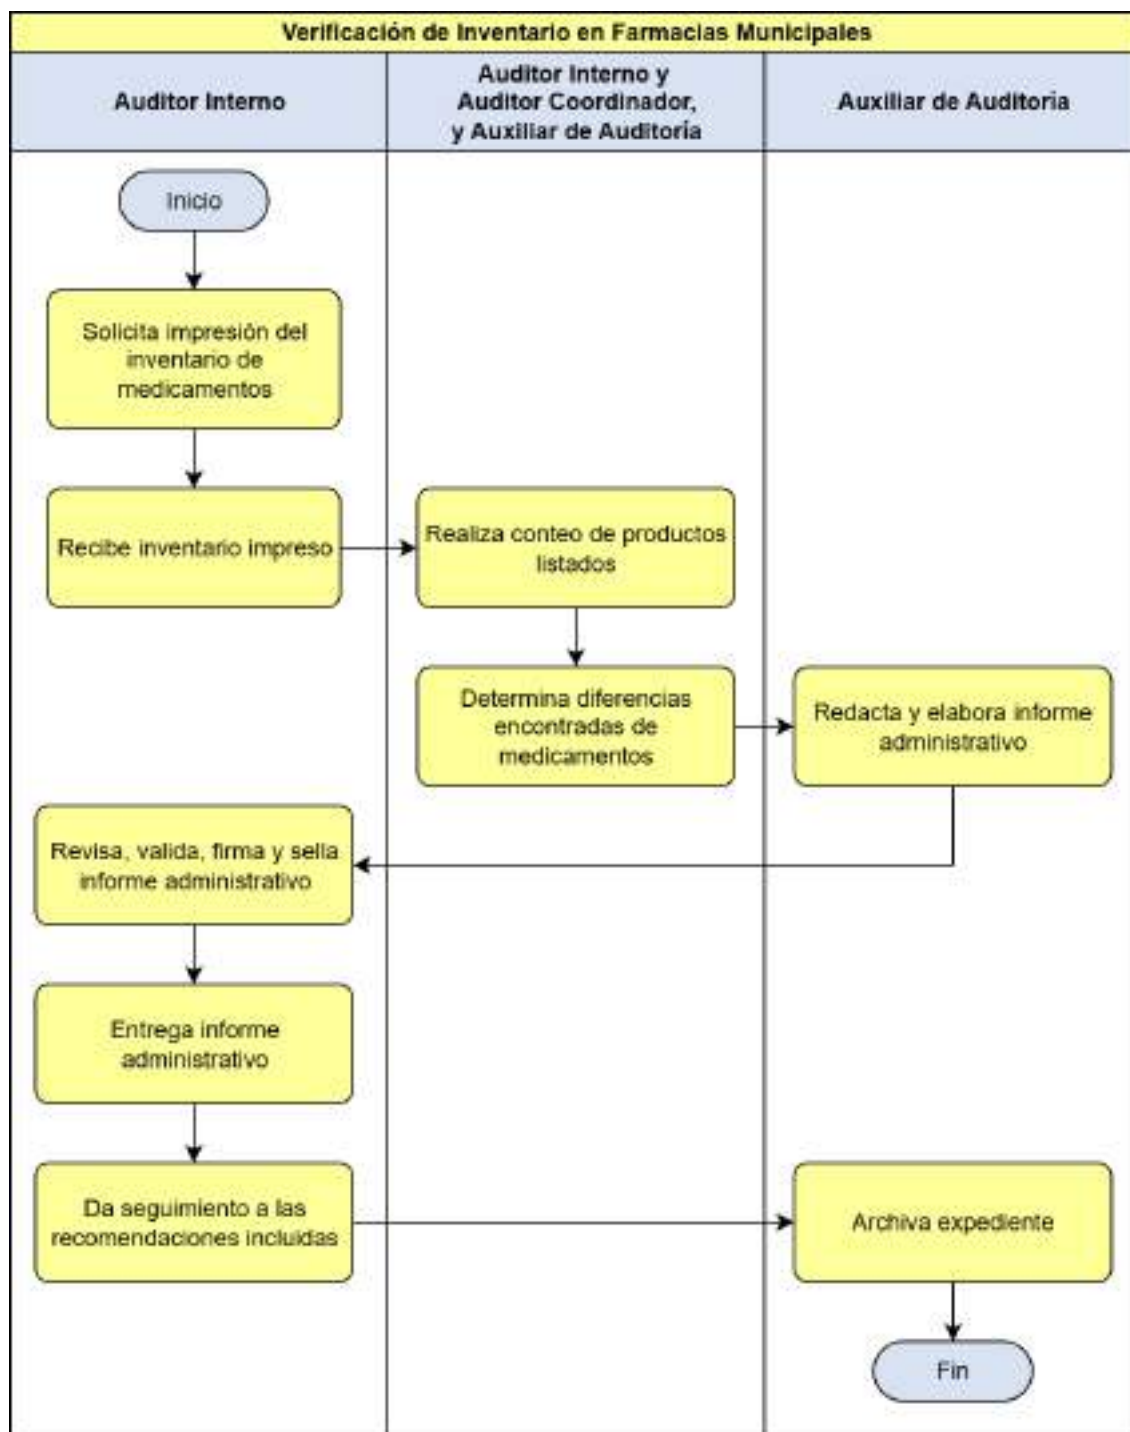 Verificación de Inventario en Farmacias Municipales
Auditor Interno
Auditor Interno y
Auditor Coordinador,
y Auxiliar de Auditoría
Auxiliar de Auditoría
Inicio
Solicita impresión del
inventario de
medicamentos
Recibe inventario impreso
Realiza conteo de productos
listados
Determina diferencias
encontradas de
medicamentos
Redacta y elabora informe
administrativo
Revisa, valida, firma y sella
informe administrativo
Entrega informe
administrativo
Da seguimiento a las
recomendaciones incluidas
Archiva expediente
Fin